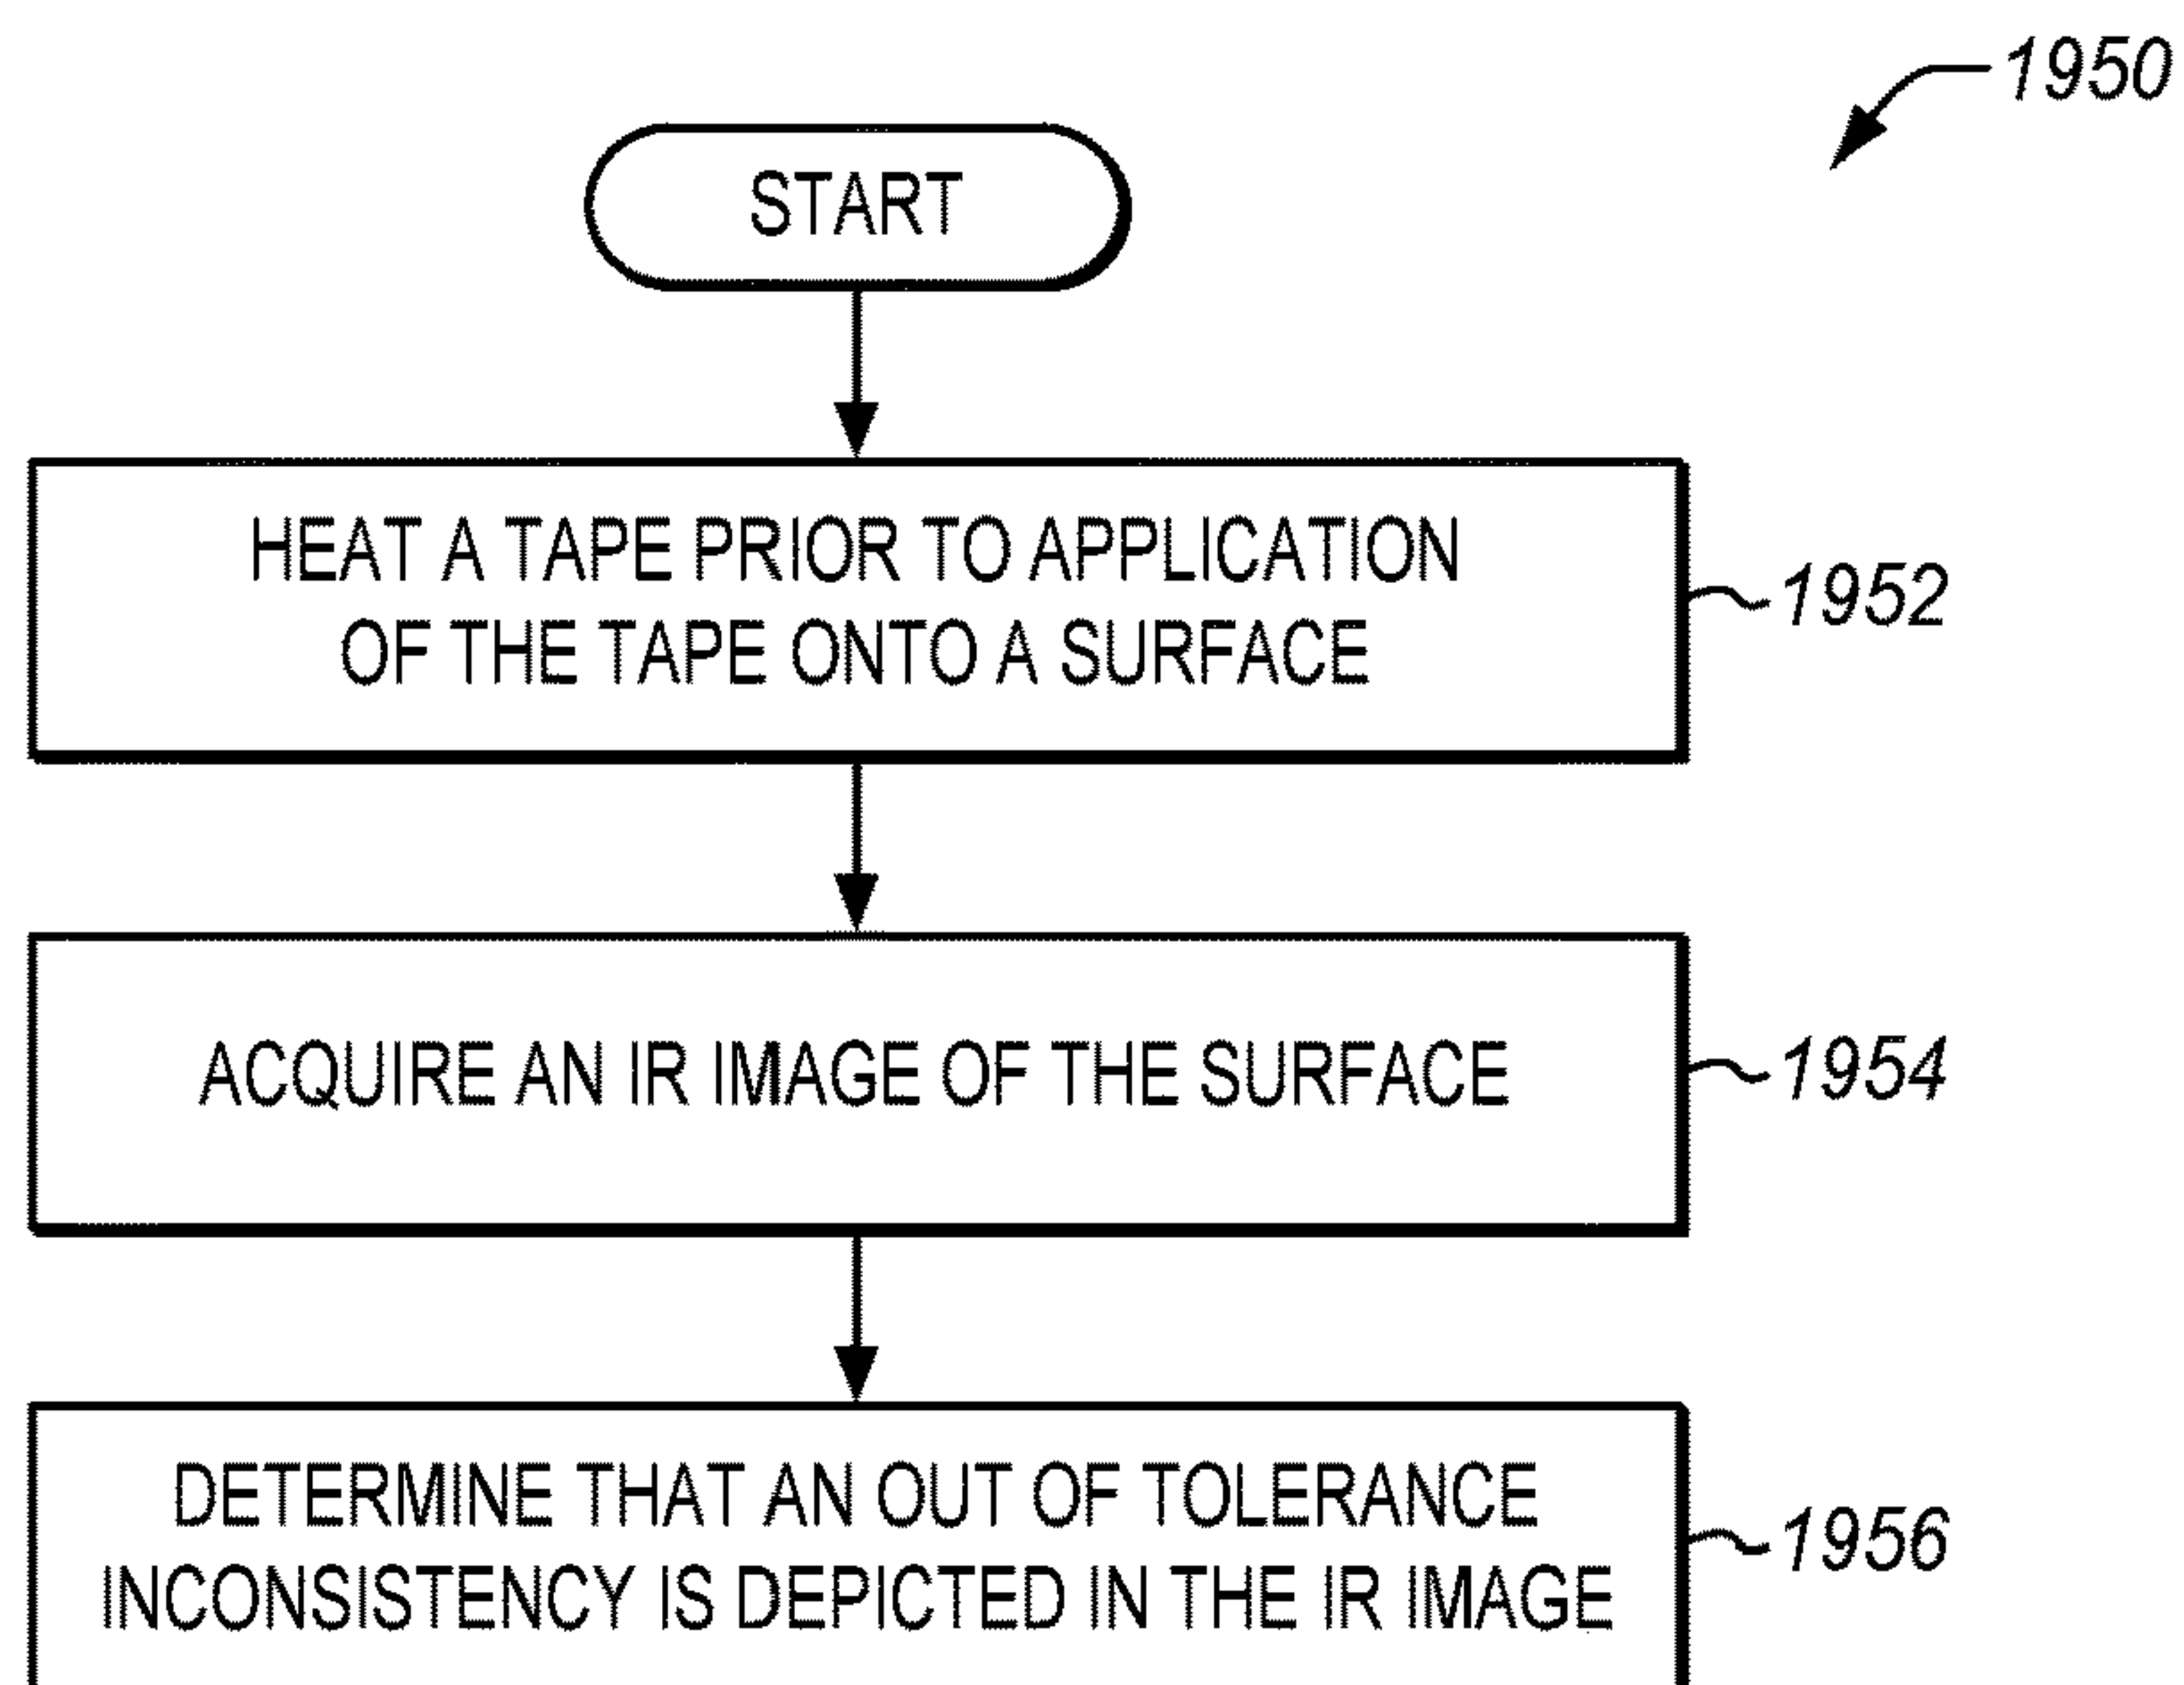 1950
START
HEAT A TAPE PRIOR TO APPLICATION
OF THE TAPE ONTO A SURFACE
1952
ACQUIRE AN IR IMAGE OF THE SURFACE
1954
DETERMINE THAT AN OUT OF TOLERANCE
INCONSISTENCY IS DEPICTED IN THE IR IMAGE
1956